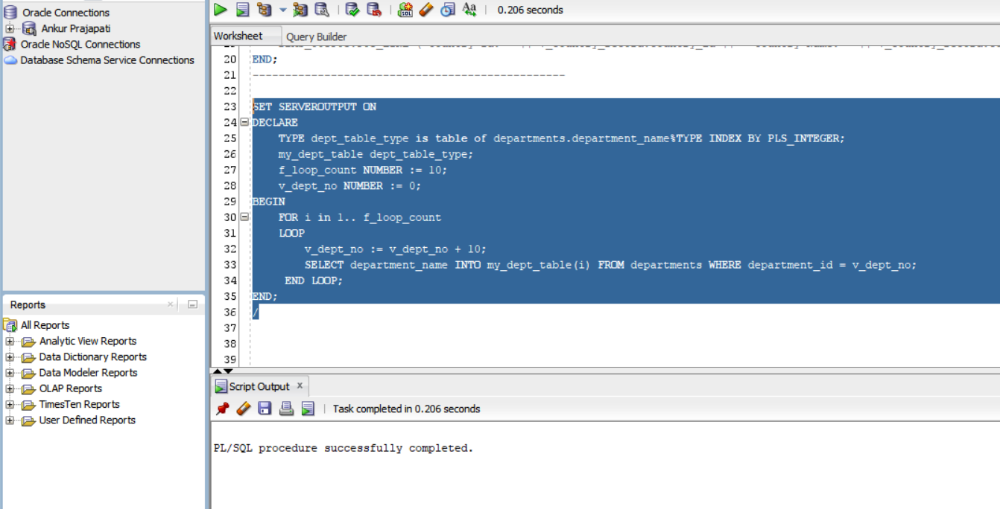 Oracle Connections
Ankur Prajapati
Oracle NoSQL Connections
Database Schema Service Connections
Reports
All Reports
Analytic View Reports
Data Dictionary Reports
Data Modeler Reports
OLAP Reports
TimesTen Reports
User Defined Reports
SQL
Aa
0.206 seconds
Worksheet
Query Builder
20 END;
21 ------------------------------------------------
22
23 SET SERVEROUTPUT ON
24 DECLARE
25 TYPE dept_table_type is table of departments.department_name%TYPE INDEX BY PLS_INTEGER;
26 my_dept_table dept_table_type;
27 f_loop_count NUMBER := 10;
28 v_dept_no NUMBER := 0;
29 BEGIN
30 FOR i in 1.. f_loop_count
31 LOOP
32 v_dept_no := v_dept_no + 10;
33 SELECT department_name INTO my_dept_table(i) FROM departments WHERE department_id = v_dept_no;
34 END LOOP;
35 END;
36 /
37
38
39
Script Output x
Task completed in 0.206 seconds
PL/SQL procedure successfully completed.